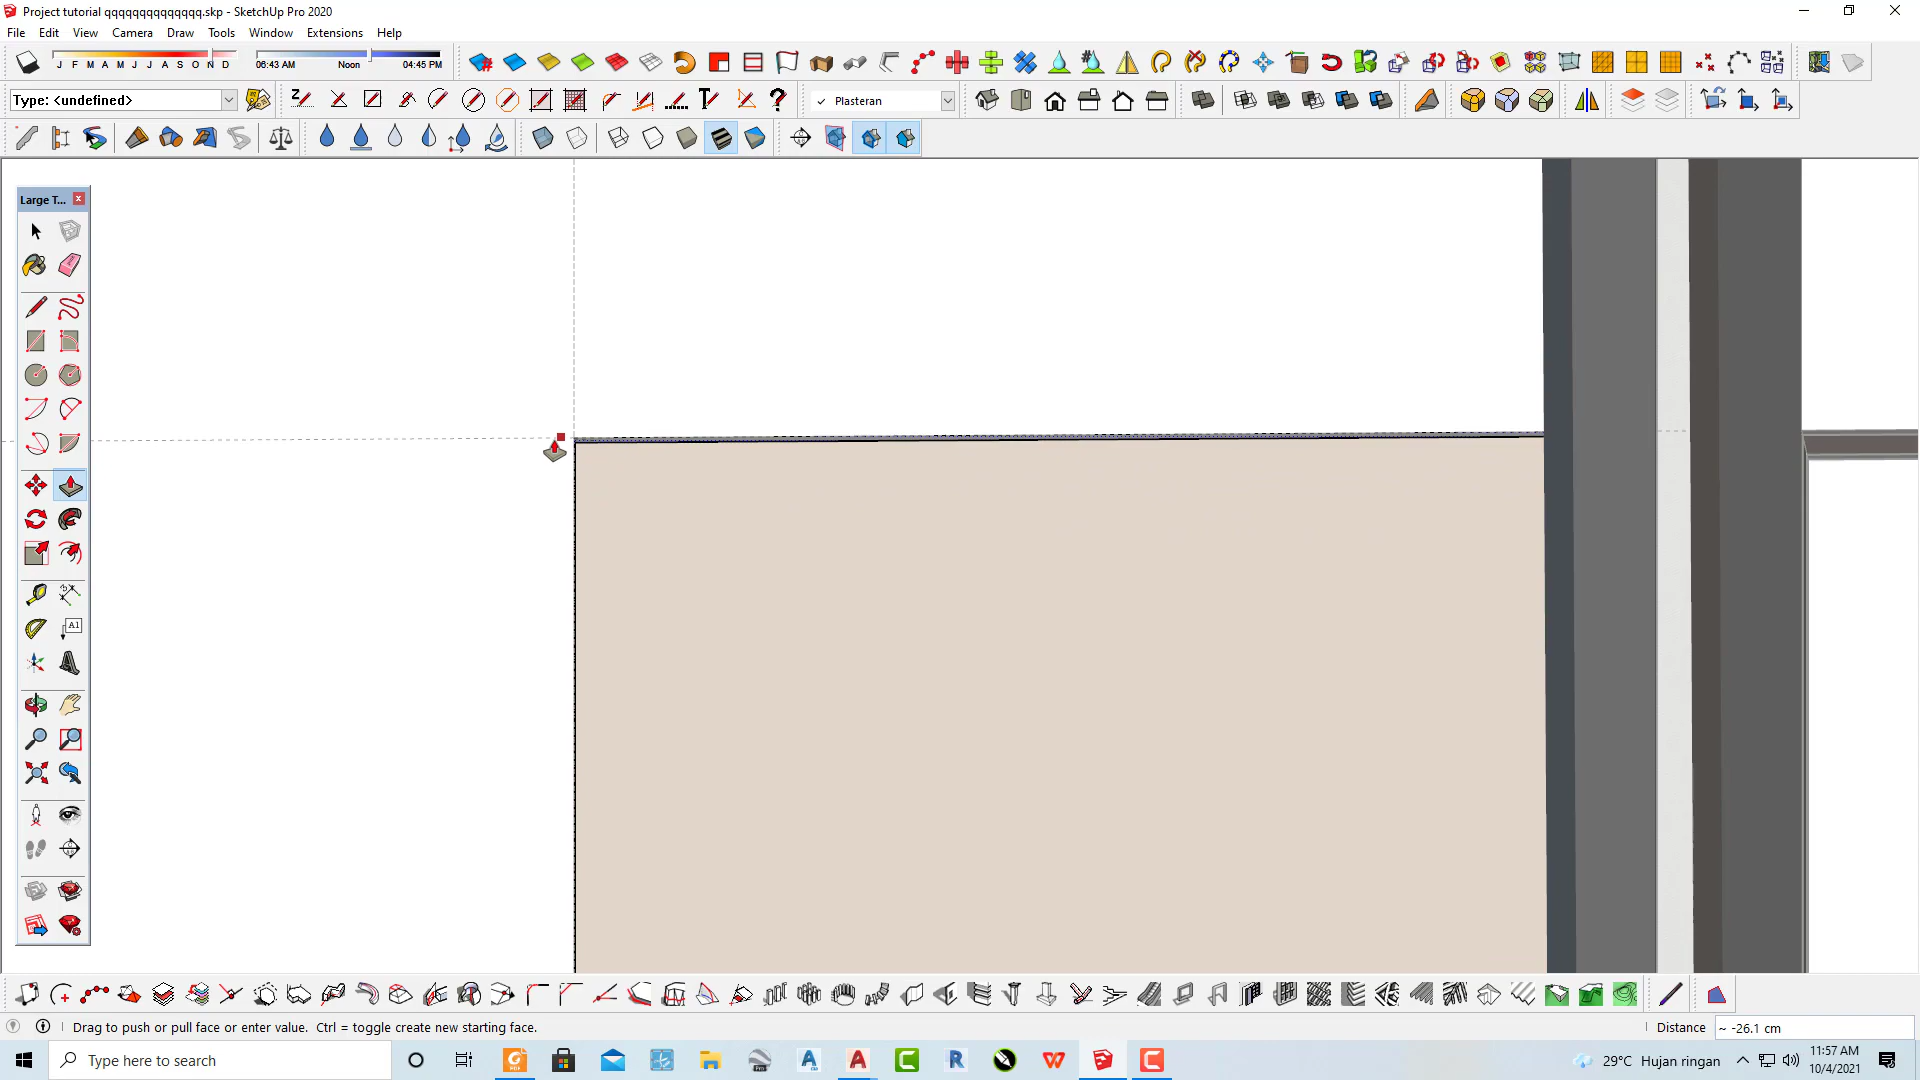 Project tutorial qqqqqqqqqqqqqq.skp - SketchUp Pro 2020
File Edit View Camera Draw Tools Window Extensions Help
J F M A M J J A S O N D
06:43 AM Noon 04:45 PM
Type: <undefined>
✓ Plasteran
Large T...
A1
Drag to push or pull face or enter value. Ctrl = toggle create new starting face.
Distance ~ -26.1 cm
Type here to search
29°C Hujan ringan
11:57 AM
10/4/2021